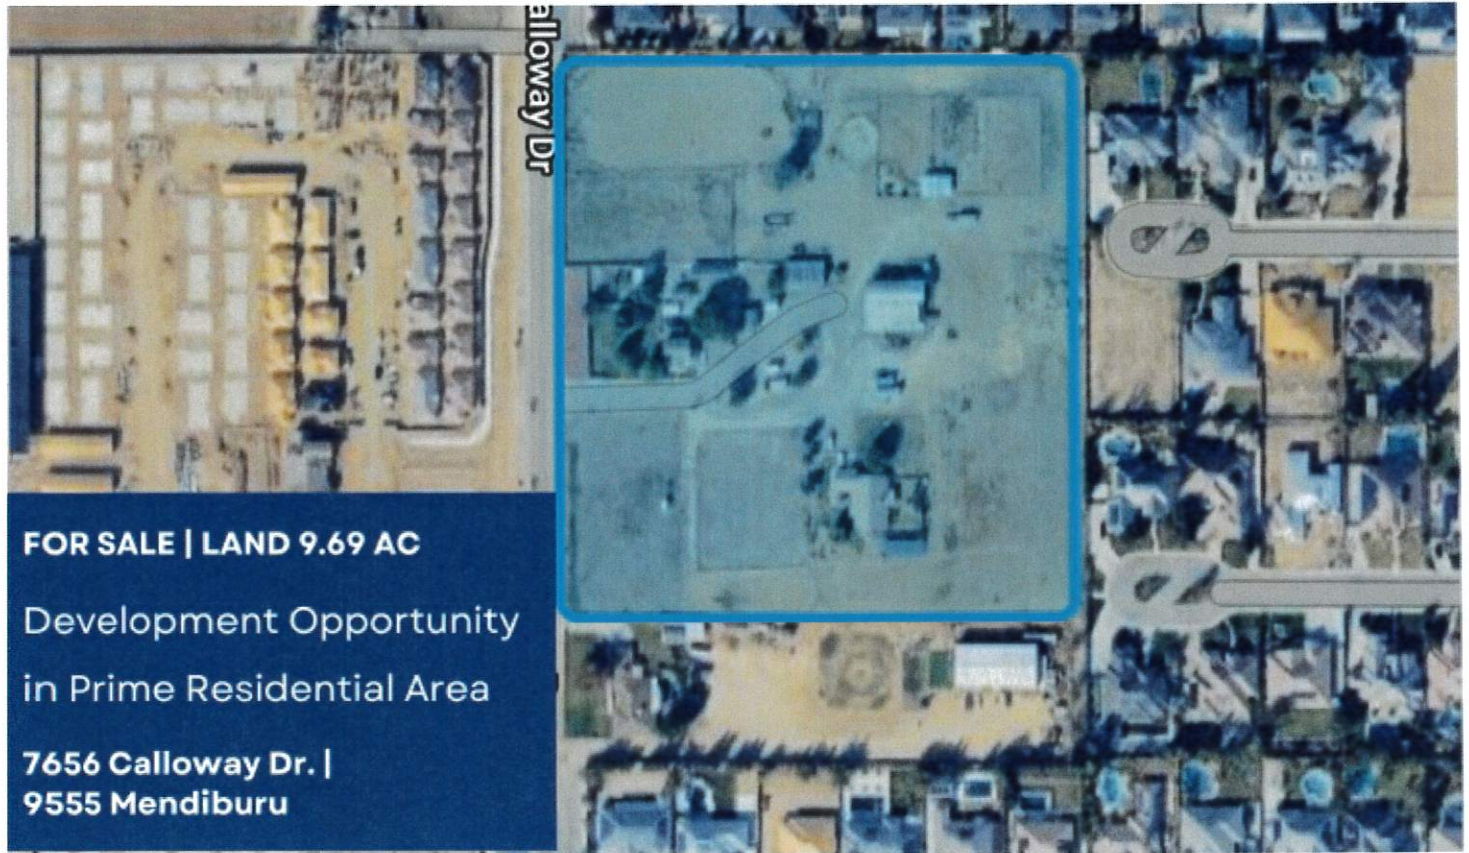 alloway Dr
FOR SALE | LAND 9.69 AC
Development Opportunity
in Prime Residential Area
7656 Calloway Dr. |
9555 Mendiburu